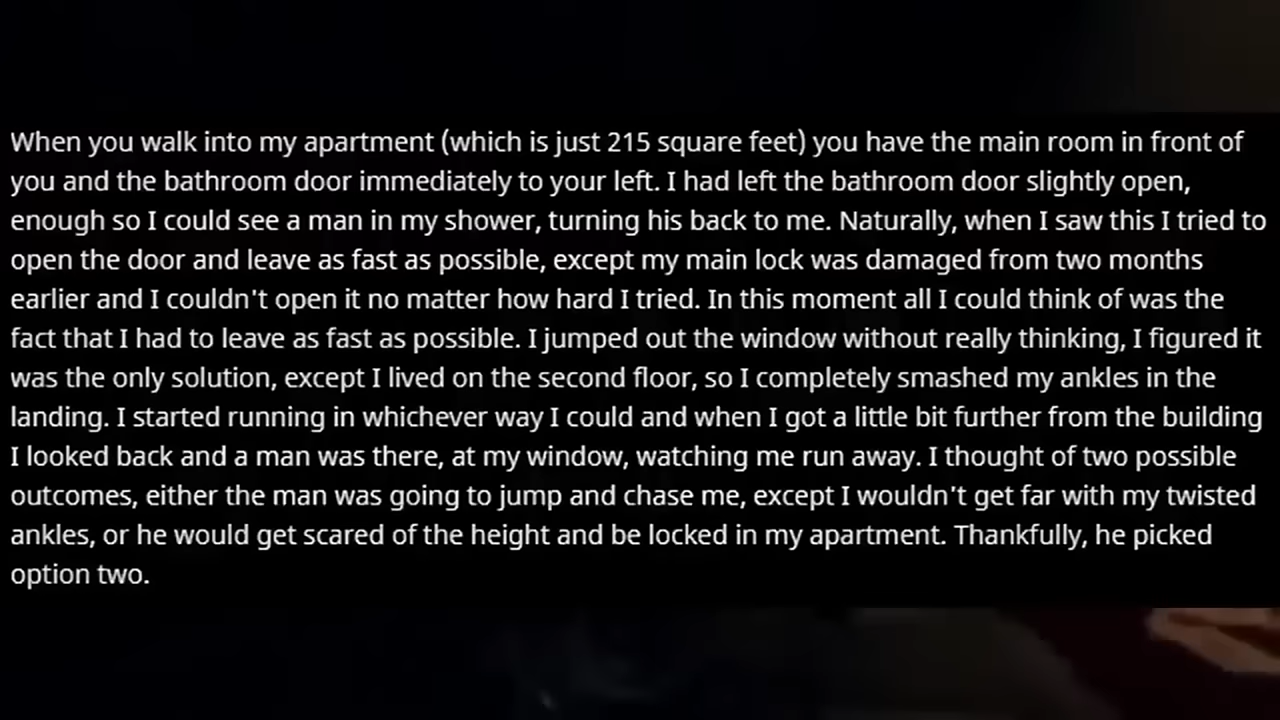 When you walk into my apartment (which is just 215 square feet) you have the main room in front of
you and the bathroom door immediately to your left. I had left the bathroom door slightly open,
enough so I could see a man in my shower, turning his back to me. Naturally, when I saw this I tried to
open the door and leave as fast as possible, except my main lock was damaged from two months
earlier and I couldn't open it no matter how hard I tried. In this moment all I could think of was the
fact that I had to leave as fast as possible. I jumped out the window without really thinking, I figured it
was the only solution, except I lived on the second floor, so I completely smashed my ankles in the
landing. I started running in whichever way I could and when I got a little bit further from the building
I looked back and a man was there, at my window, watching me run away. I thought of two possible
outcomes, either the man was going to jump and chase me, except I wouldn't get far with my twisted
ankles, or he would get scared of the height and be locked in my apartment. Thankfully, he picked
option two.